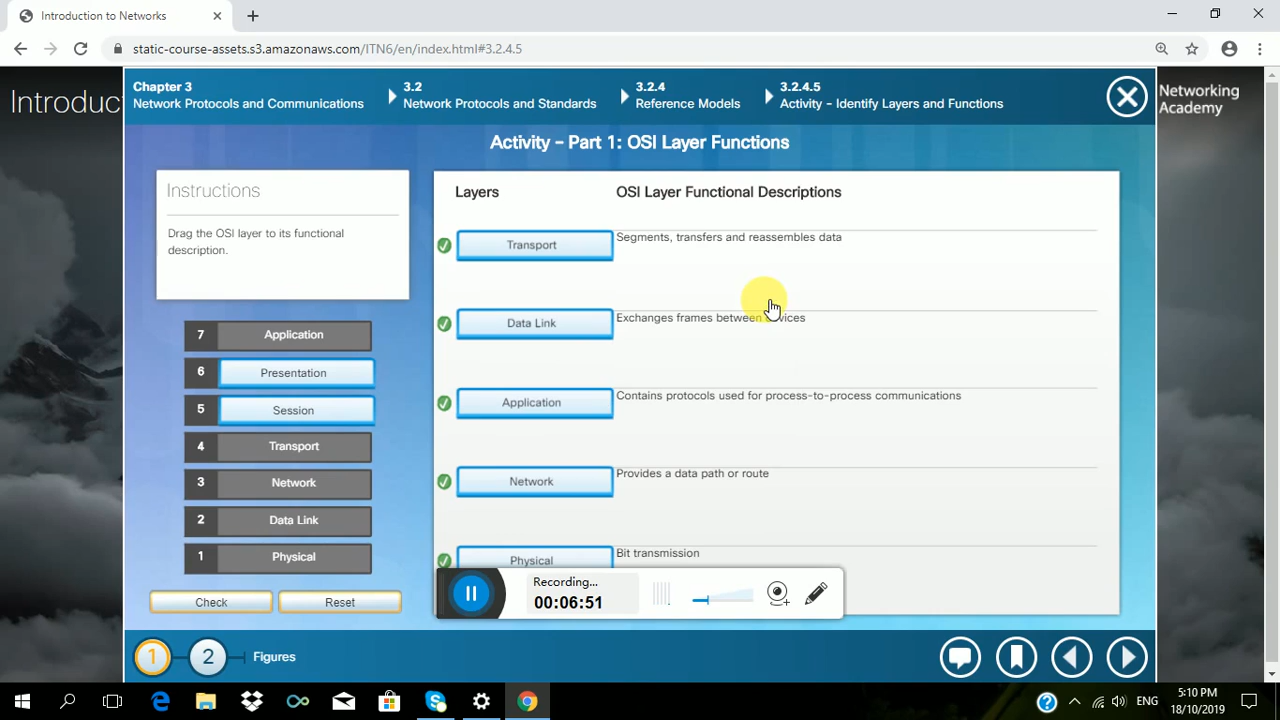 Introduction to Networks
static-course-assets.s3.amazonaws.com/ITN6/en/index.html#3.2.4.5
Introduc
Networking
Academy
Chapter 3
Network Protocols and Communications
3.2
Network Protocols and Standards
3.2.4
Reference Models
3.2.4.5
Activity - Identify Layers and Functions
Activity - Part 1: OSI Layer Functions
Instructions
Drag the OSI layer to its functional
description.
7 Application
6 Presentation
5 Session
4 Transport
3 Network
2 Data Link
1 Physical
Check Reset
Layers OSI Layer Functional Descriptions
Transport Segments, transfers and reassembles data
Data Link Exchanges frames between devices
Application Contains protocols used for process-to-process communications
Network Provides a data path or route
Physical Bit transmission
Recording...
00:06:51
1 2 Figures
ENG
5:10 PM
18/10/2019